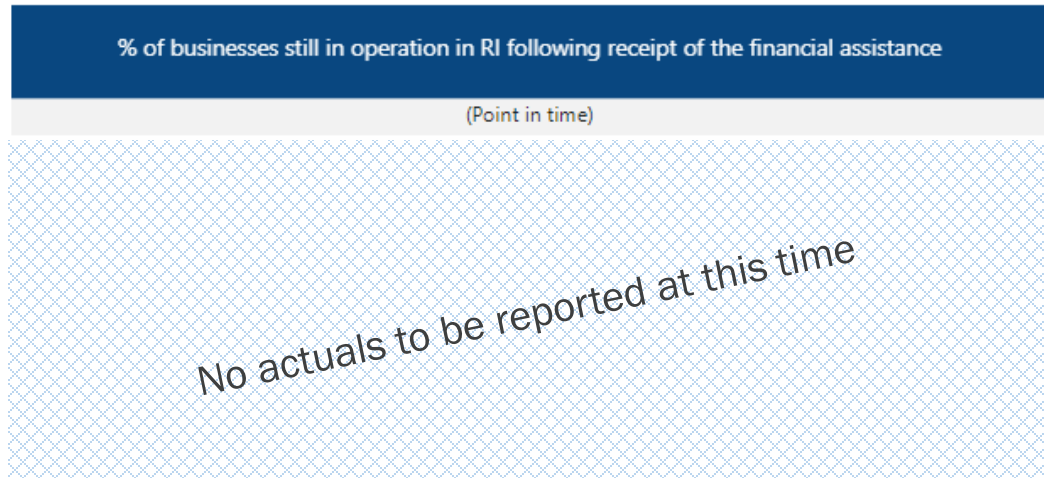 % of businesses still in operation in RI following receipt of the financial assistance
(Point in time)
No actuals to be reported at this time